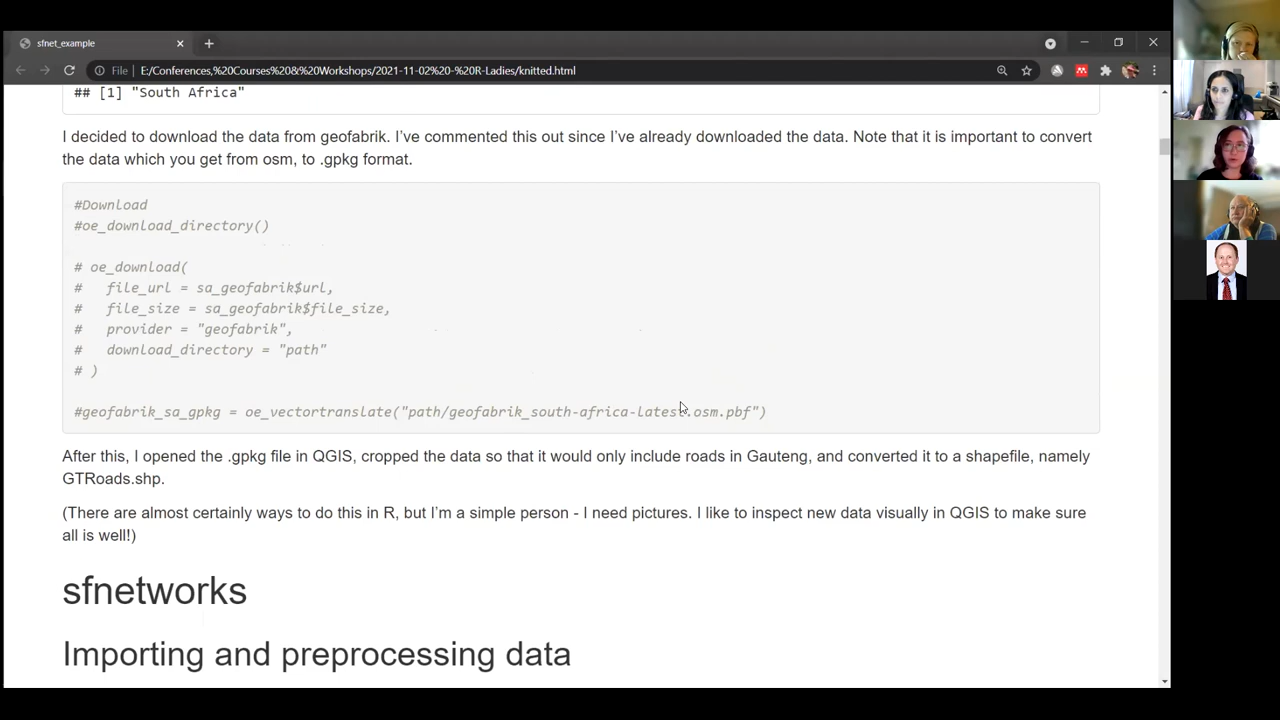 sfnet_example
File
E:/Conferences,%20Courses%20&%20Workshops/2021-11-02%20-%20R-Ladies/knitted.html
## [1] "South Africa"
I decided to download the data from geofabrik. I've commented this out since I've already downloaded the data. Note that it is important to convert
the data which you get from osm, to .gpkg format.
#Download
#oe_download_directory()
# oe_download(
#   file_url = sa_geofabrik$url,
#   file_size = sa_geofabrik$file_size,
#   provider = "geofabrik",
#   download_directory = "path"
# )
#geofabrik_sa_gpkg = oe_vectortranslate("path/geofabrik_south-africa-latest.osm.pbf")
After this, I opened the .gpkg file in QGIS, cropped the data so that it would only include roads in Gauteng, and converted it to a shapefile, namely
GTRoads.shp.
(There are almost certainly ways to do this in R, but I'm a simple person - I need pictures. I like to inspect new data visually in QGIS to make sure
all is well!)
sfnetworks
Importing and preprocessing data